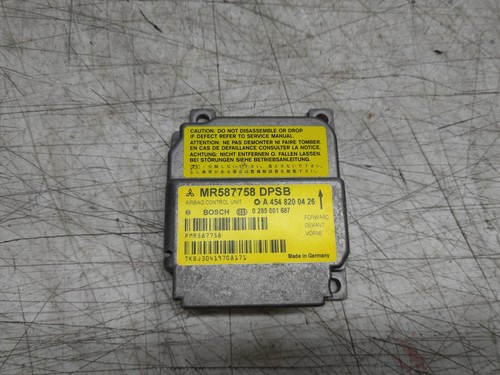 CAUTION: DO NOT DISASSEMBLE OR DROP.
IF DEFECT REFER TO SERVICE MANUAL.
ATTENTION: NE PAS DEMONTER NI FAIRE TOMBER.
EN CAS DE DEFAILLANCE CONSULTER LA NOTICE.
ACHTUNG: NICHT ENTFERNEN O. FALLEN LASSEN.
BEI STÖRUNGEN SIEHE BETRIEBSANLEITUNG.
MR587758 DPSB
AIRBAG CONTROL UNIT A 454 820 04 26
BOSCH 0 285 001 687
FORWARD
DEVANT
VORNE
PMR587758
TKBJ30419708171
Made in Germany